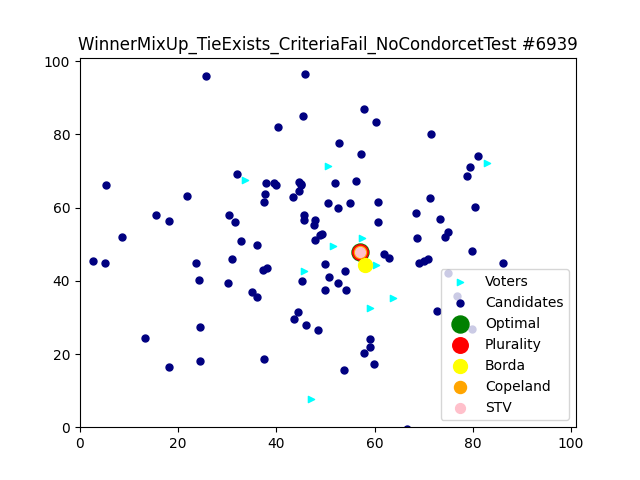 WinnerMixUp_TieExists_CriteriaFail_NoCondorcetTest #6939
100
80
60
40
20
0
0 20 40 60 80 100
Voters
Candidates
Optimal
Plurality
Borda
Copeland
STV